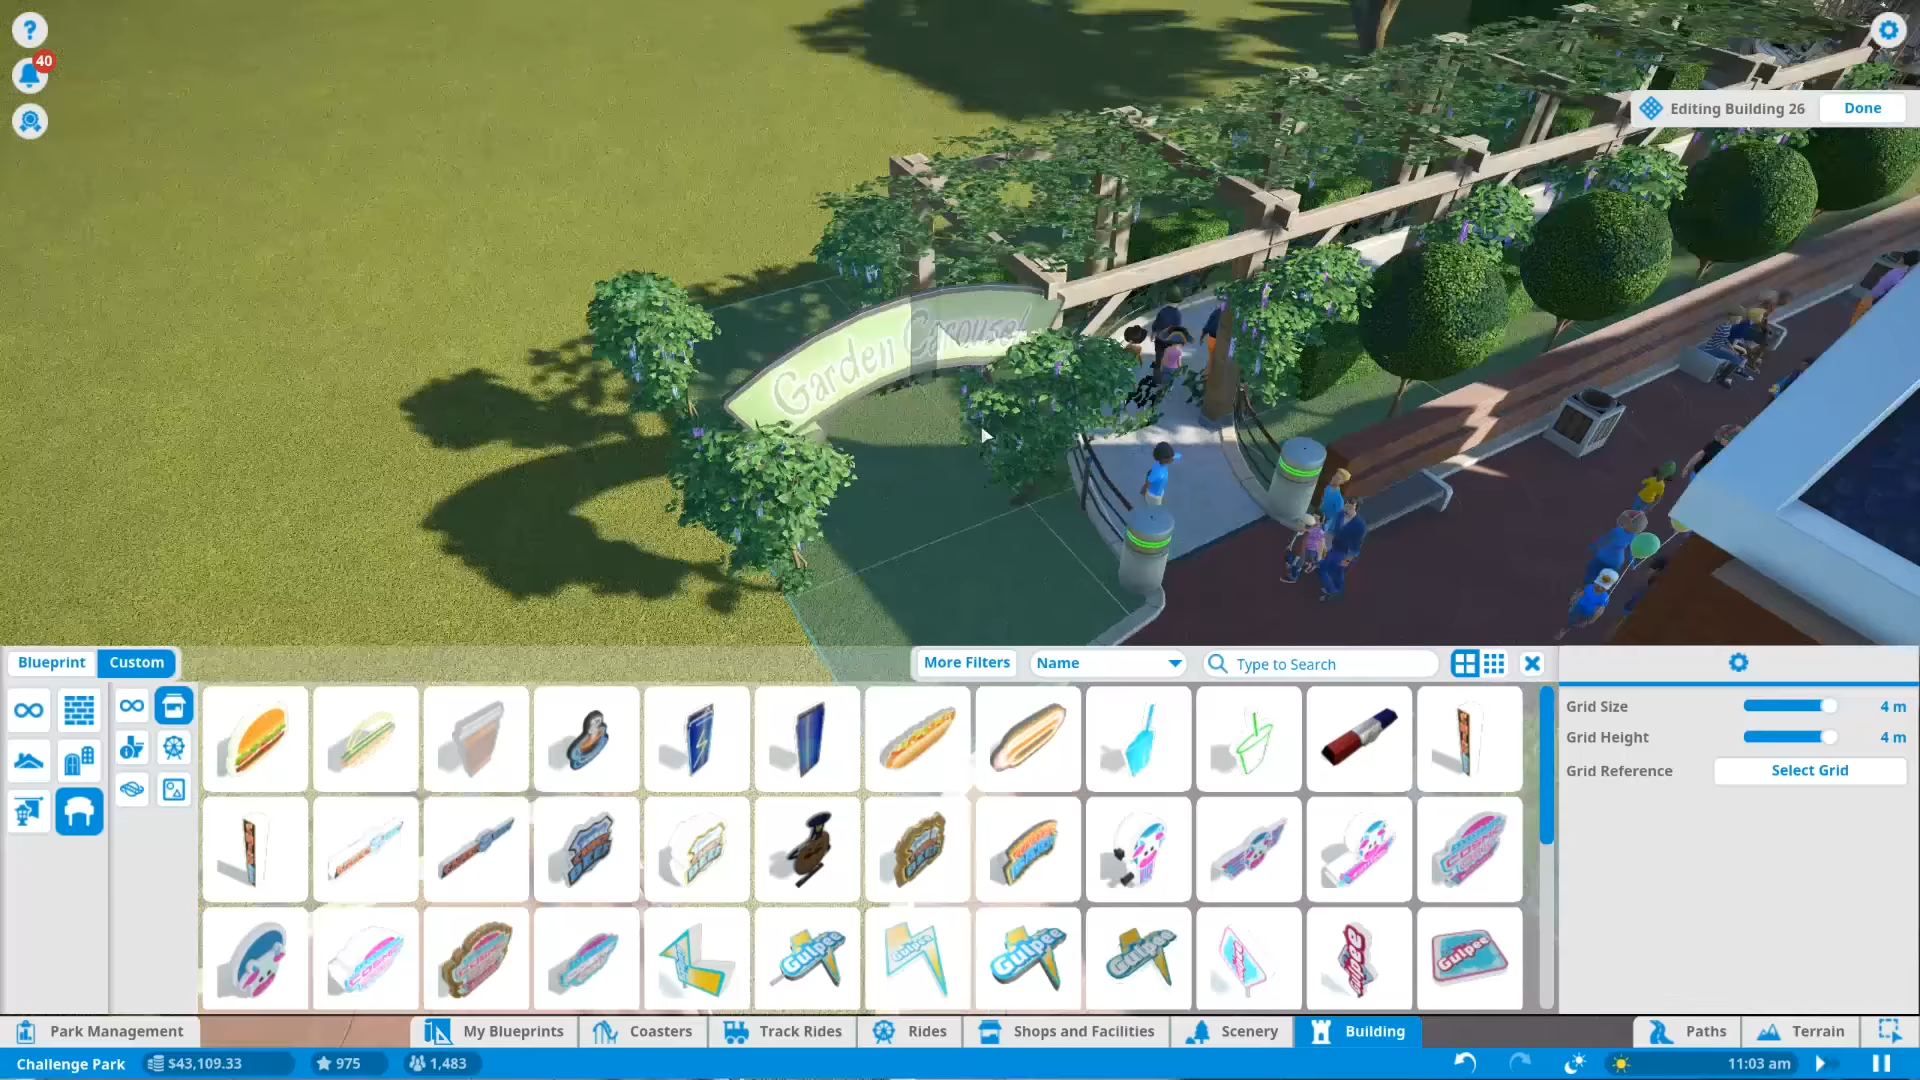 ?
40
Editing Building 26
Done
Garden Carousel
Blueprint
Custom
More Filters
Name
Type to Search
Grid Size
4 m
Grid Height
4 m
Grid Reference
Select Grid
Gulpee
Gulpee
Gulpee
Gulpee
Gulpee
Gulpee
Park Management
My Blueprints
Coasters
Track Rides
Rides
Shops and Facilities
Scenery
Building
Paths
Terrain
Challenge Park
$43,109.33
975
1,483
11:03 am